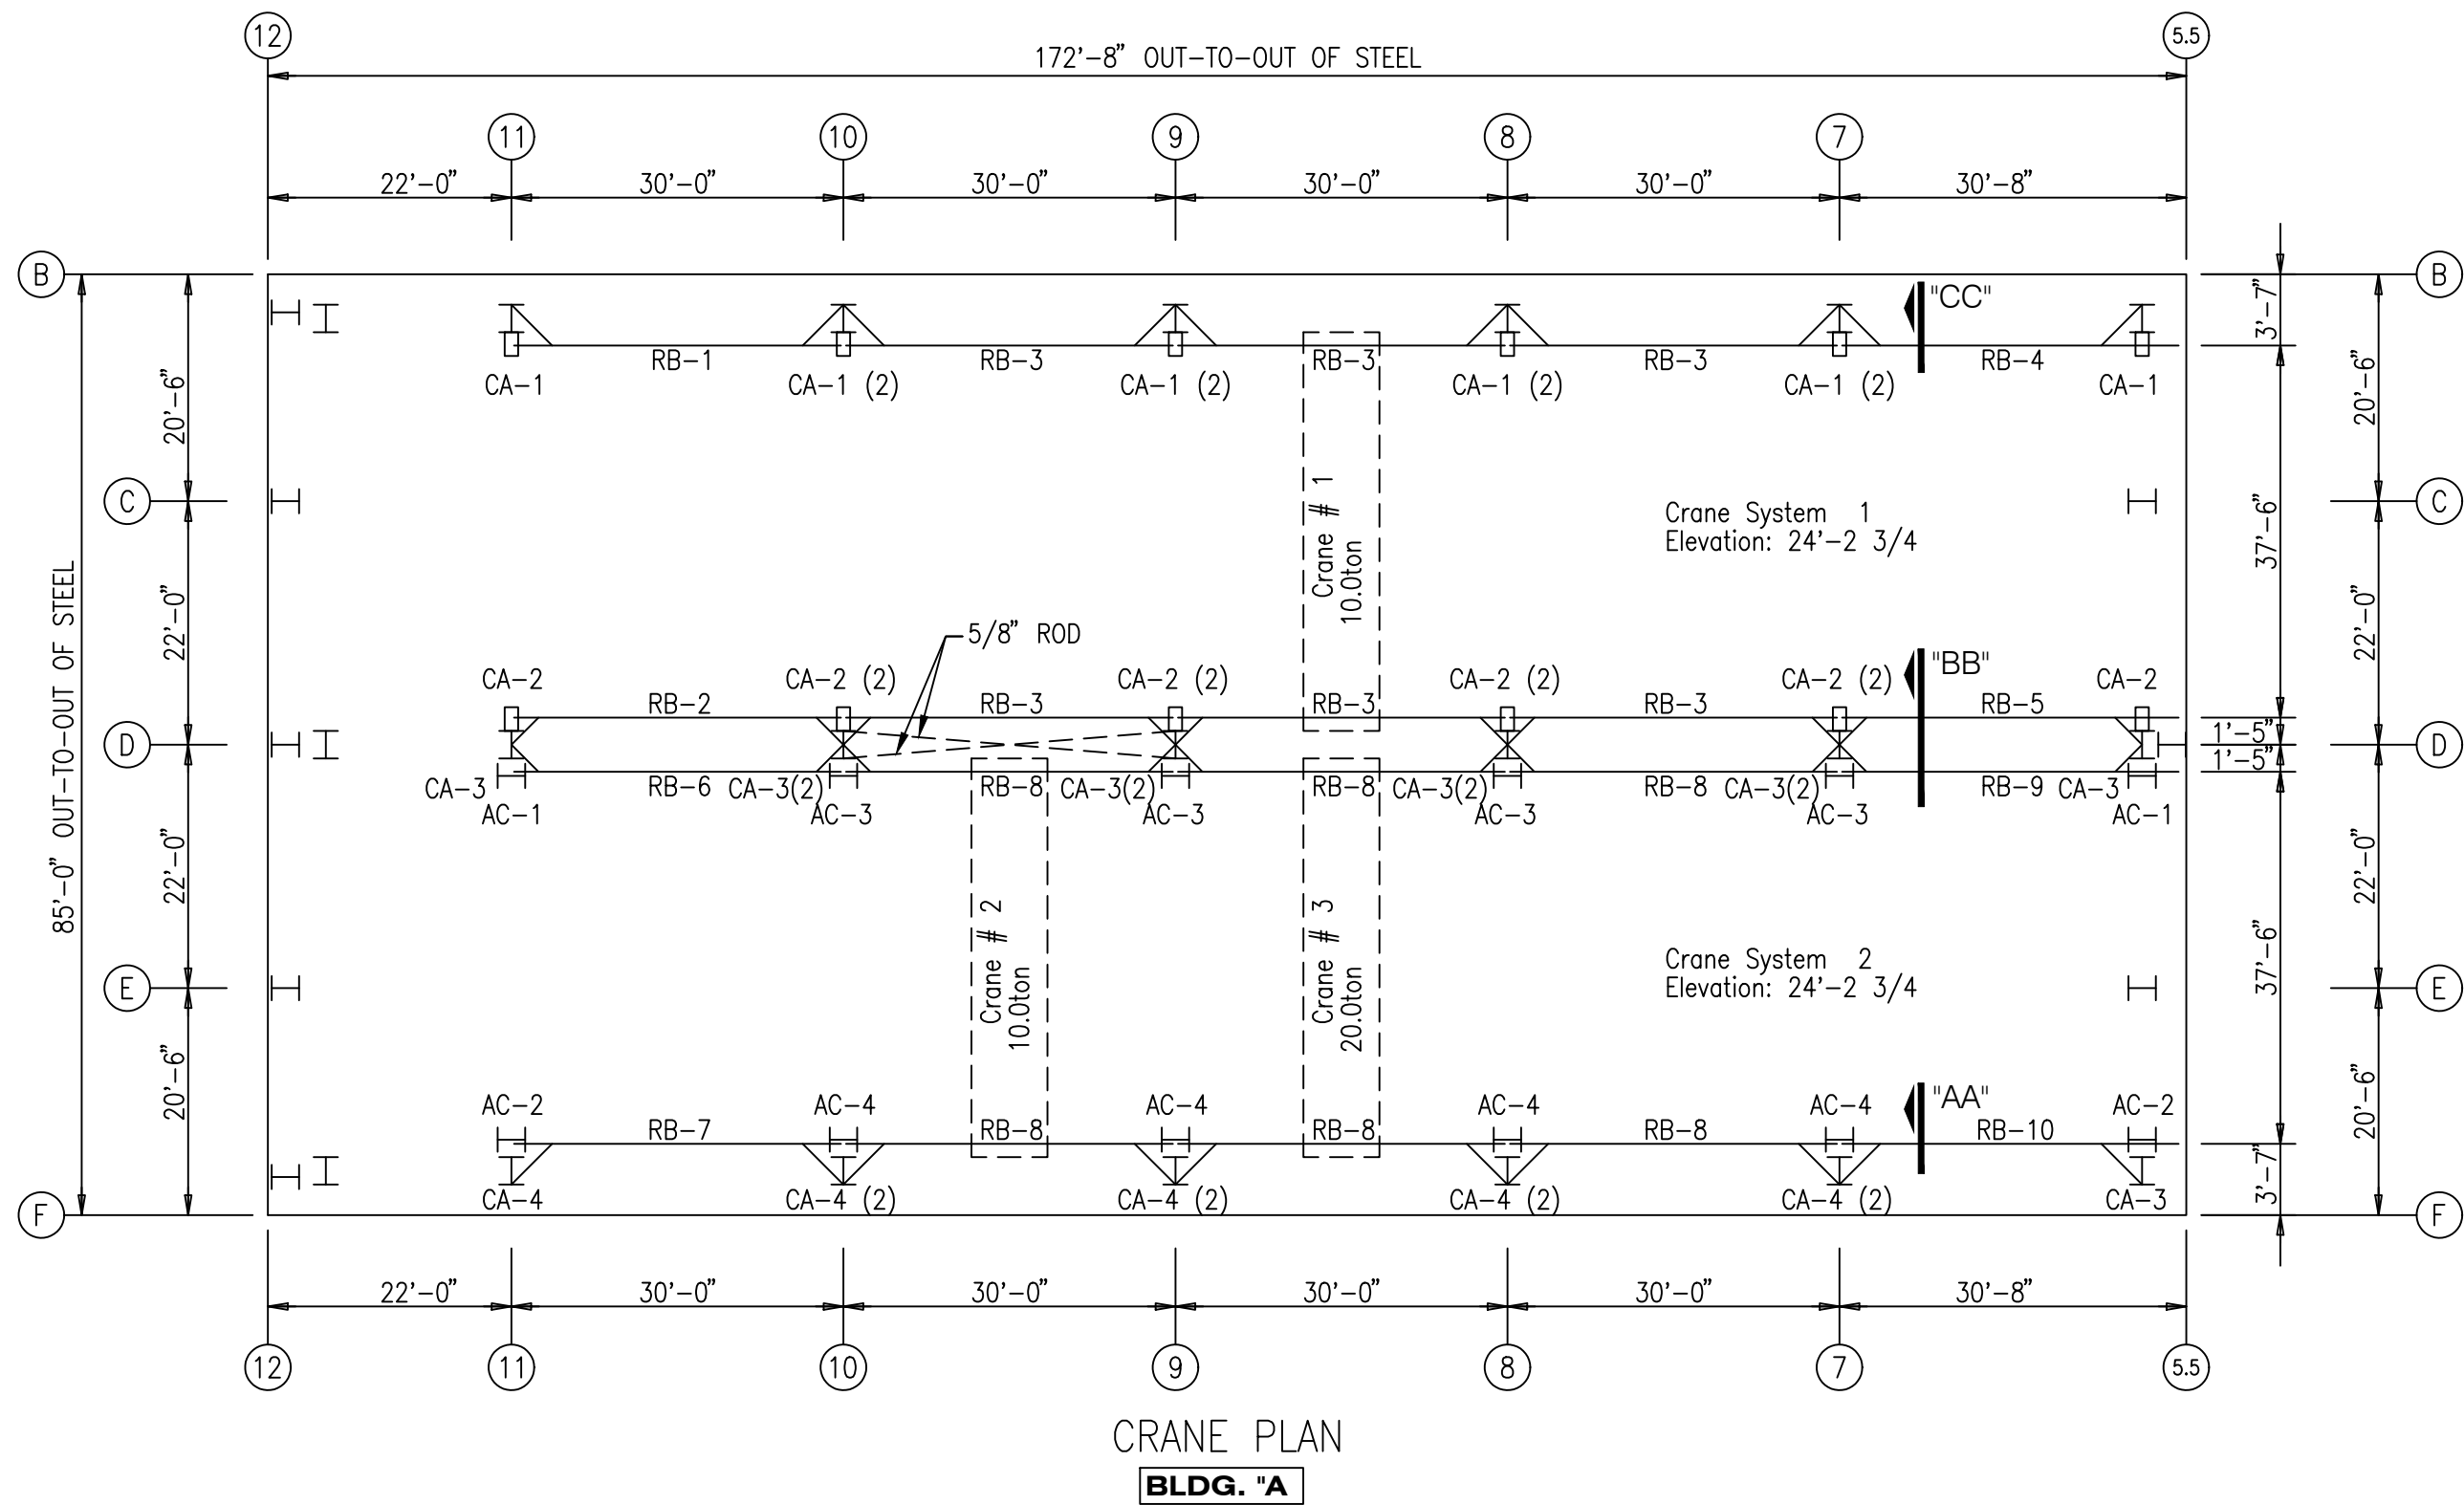 12
5.5
172'-8" OUT-TO-OUT OF STEEL
11
10
9
8
7
22'-0"
30'-0"
30'-0"
30'-0"
30'-0"
30'-8"
B
B
"CC"
3'-7"
RB-1
RB-3
RB-3
RB-3
RB-4
CA-1
CA-1 (2)
CA-1 (2)
CA-1 (2)
CA-1 (2)
CA-1
20'-6"
20'-6"
C
C
Crane # 1
10.0ton
Crane System 1
Elevation: 24'-2 3/4
37'-6"
85'-0" OUT-TO-OUT OF STEEL
22'-0"
22'-0"
5/8" ROD
CA-2
CA-2 (2)
CA-2 (2)
CA-2 (2)
CA-2 (2)
"BB"
CA-2
RB-2
RB-3
RB-3
RB-3
RB-5
D
1'-5"
D
1'-5"
CA-3
RB-6
CA-3(2)
RB-8
CA-3(2)
RB-8
CA-3(2)
RB-8
CA-3(2)
RB-9
CA-3
AC-1
AC-3
AC-3
AC-3
AC-3
AC-1
22'-0"
22'-0"
Crane # 2
10.0ton
Crane # 3
20.0ton
Crane System 2
Elevation: 24'-2 3/4
37'-6"
E
E
20'-6"
20'-6"
AC-2
AC-4
AC-4
AC-4
AC-4
"AA"
AC-2
RB-7
RB-8
RB-8
RB-8
RB-10
3'-7"
CA-4
CA-4 (2)
CA-4 (2)
CA-4 (2)
CA-4 (2)
CA-3
F
F
22'-0"
30'-0"
30'-0"
30'-0"
30'-0"
30'-8"
12
11
10
9
8
7
5.5
CRANE PLAN
BLDG. "A